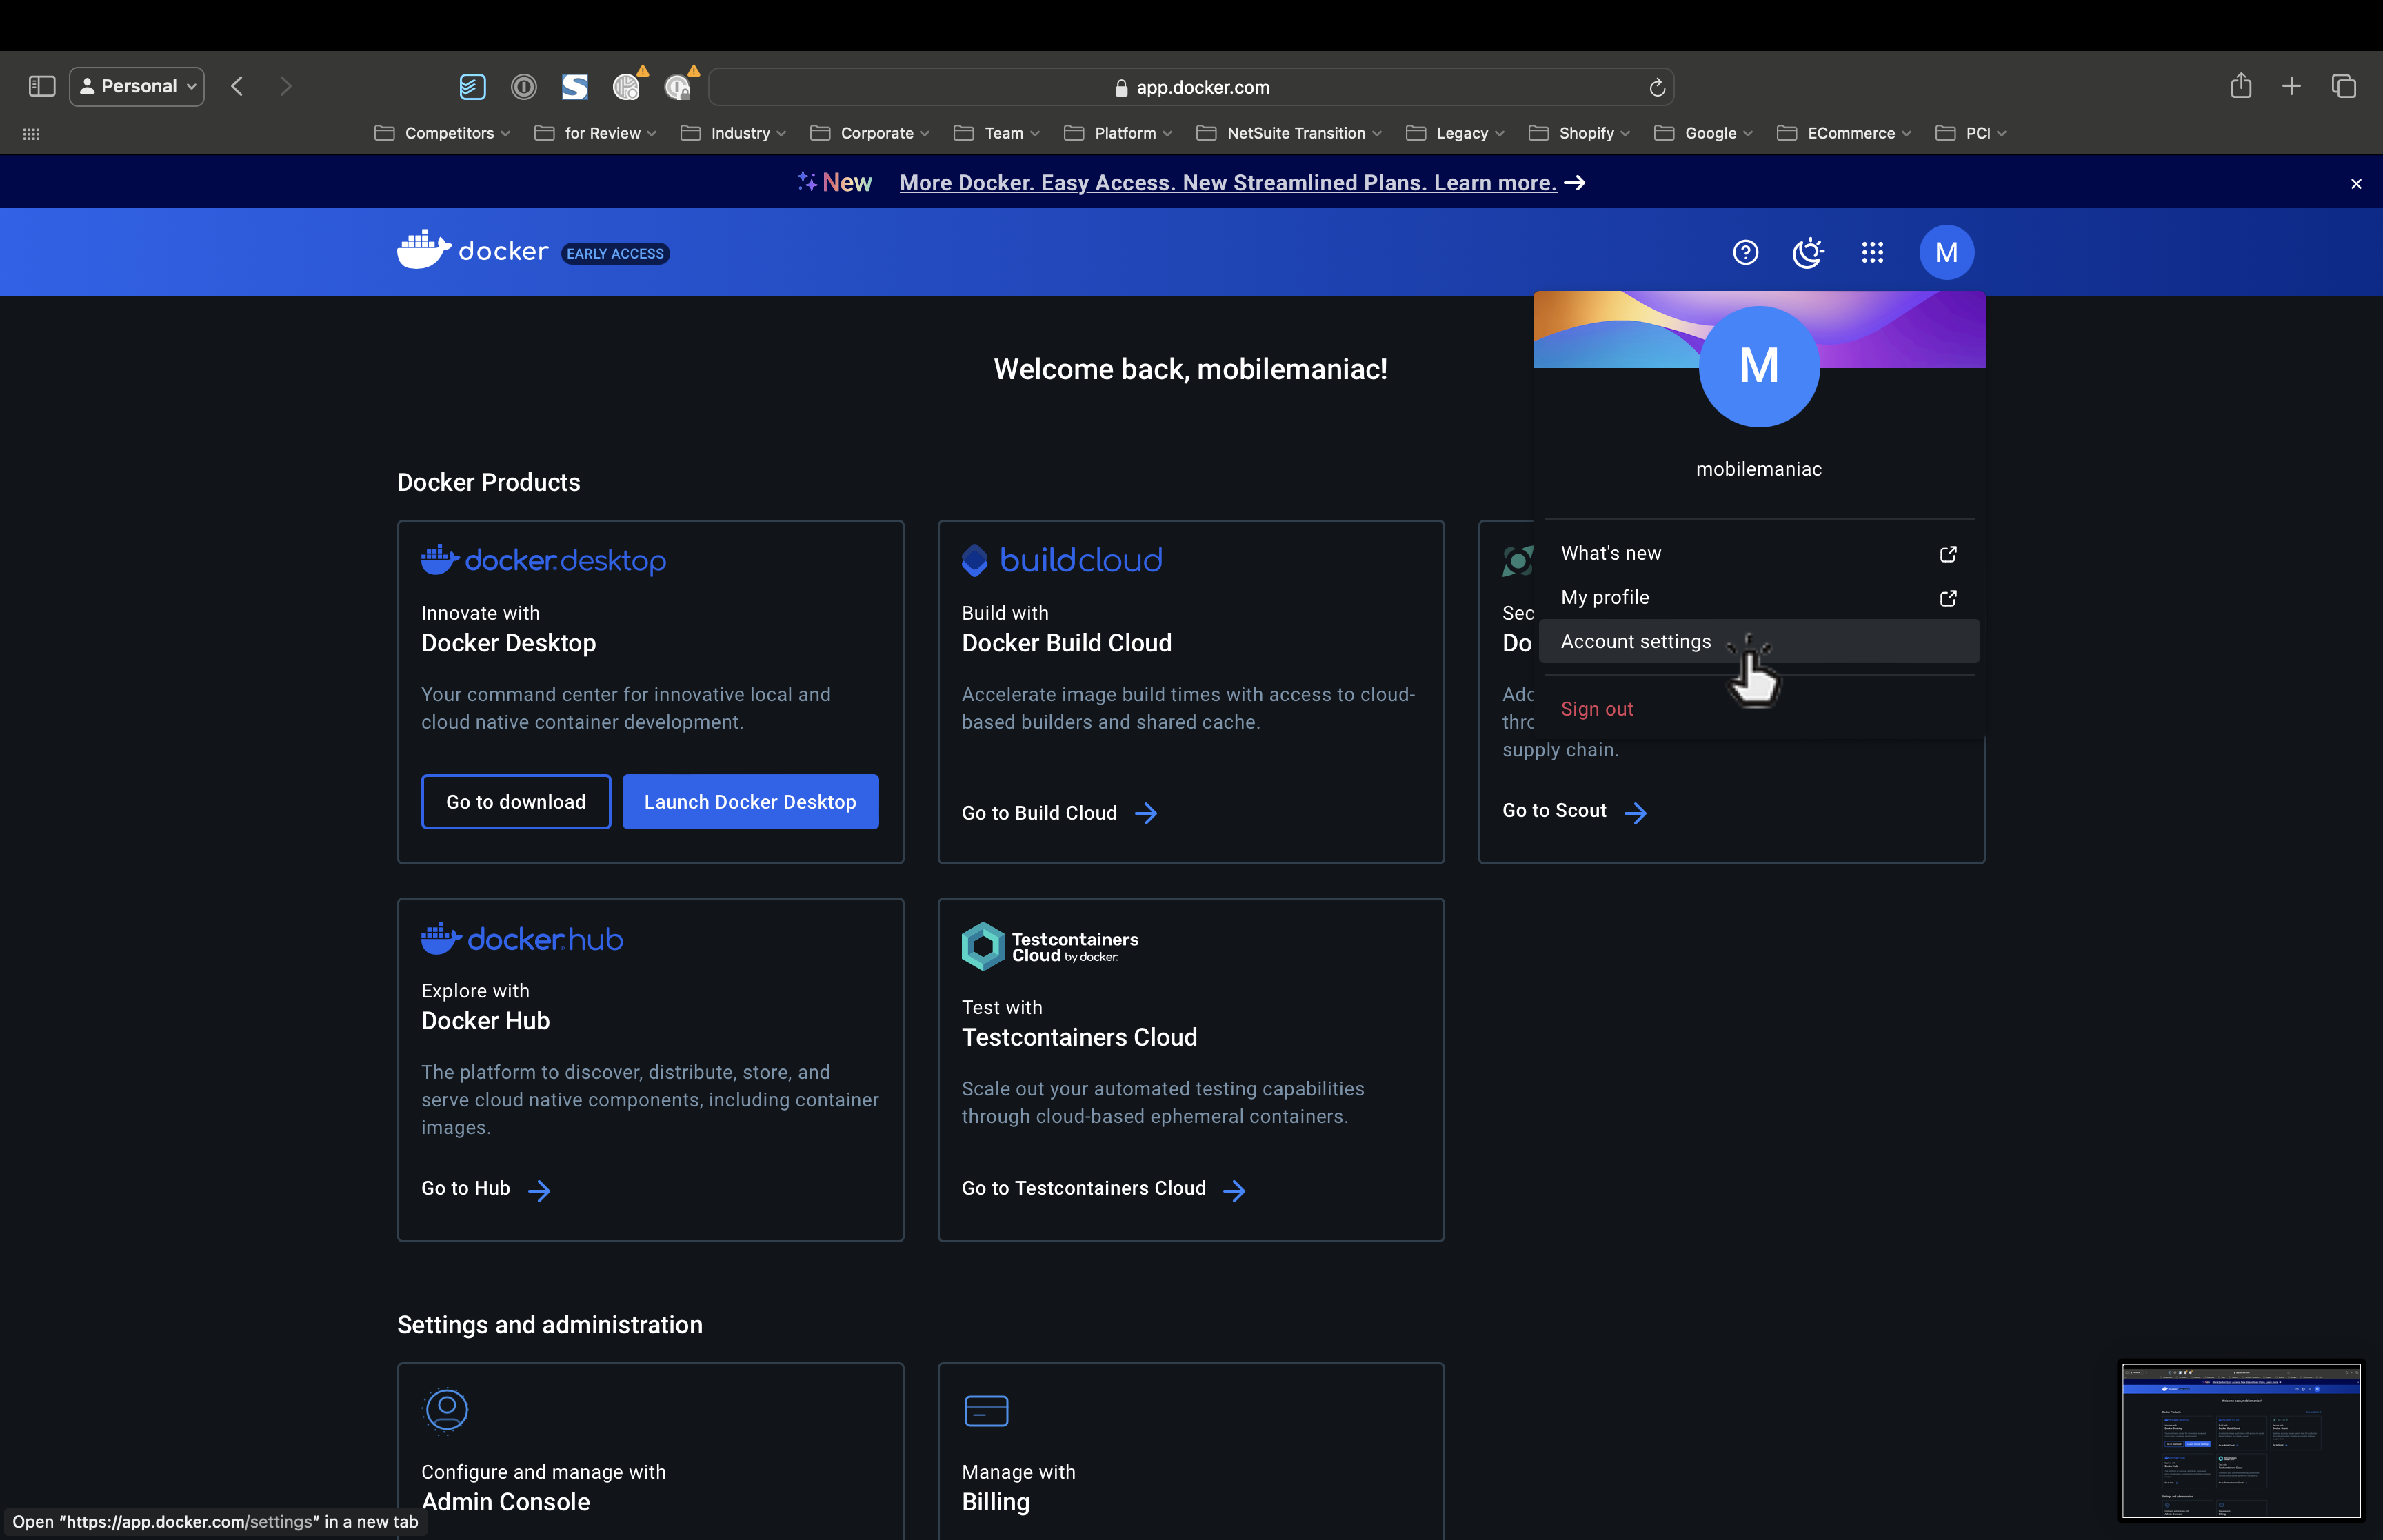 Personal
app.docker.com
Competitors
for Review
Industry
Corporate
Team
Platform
NetSuite Transition
Legacy
Shopify
Google
ECommerce
PCI
New More Docker. Easy Access. New Streamlined Plans. Learn more.
docker EARLY ACCESS
M
Welcome back, mobilemaniac!
M
mobilemaniac
What's new
My profile
Account settings
Sign out
Docker Products
docker desktop
Innovate with
Docker Desktop
Your command center for innovative local and
cloud native container development.
Go to download
Launch Docker Desktop
build cloud
Build with
Docker Build Cloud
Accelerate image build times with access to cloud-
based builders and shared cache.
Go to Build Cloud
Sec
Do
Add
thro
supply chain.
Go to Scout
docker hub
Explore with
Docker Hub
The platform to discover, distribute, store, and
serve cloud native components, including container
images.
Go to Hub
Testcontainers
Cloud by docker
Test with
Testcontainers Cloud
Scale out your automated testing capabilities
through cloud-based ephemeral containers.
Go to Testcontainers Cloud
Settings and administration
Configure and manage with
Admin Console
Manage with
Billing
Open “https://app.docker.com/settings” in a new tab